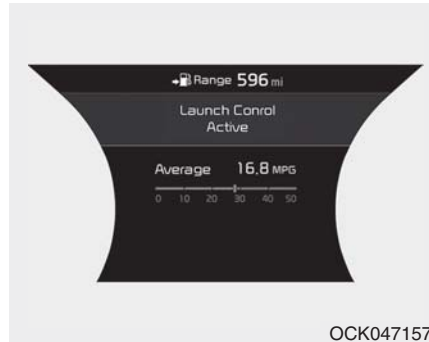 Range 596 mi
Launch Conrol
Active
Average 16.8 MPG
0 10 20 30 40 50
OCK047157